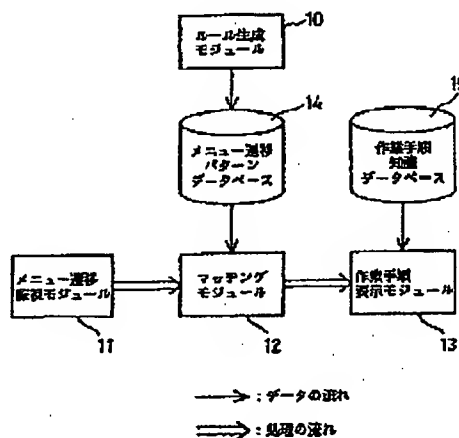 10
ルール生成
モジュール
14
メニュー遷移
パターン
データベース
作業手順
知識
データベース
メニュー遷移
監視モジュール
マッチング
モジュール
作業手順
表示モジュール
11
12
13
:データの流れ
:処理の流れ